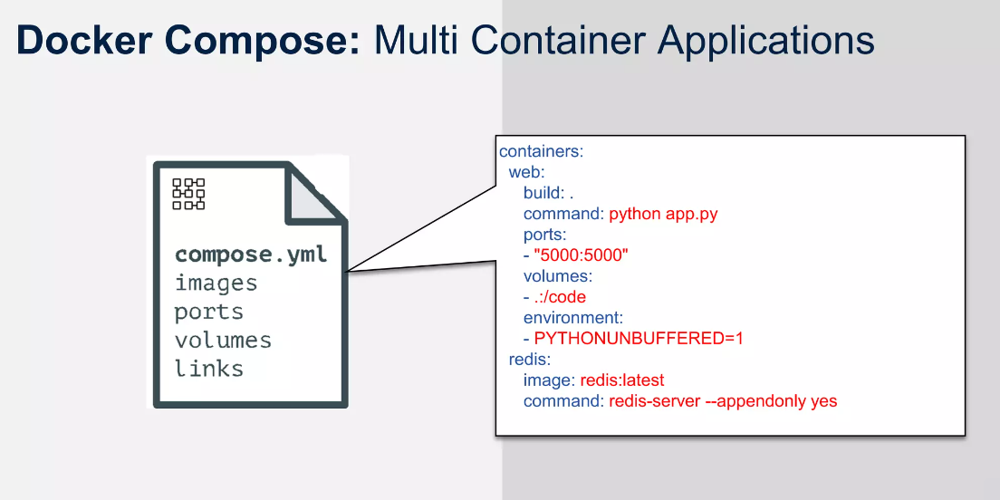 Docker Compose: Multi Container Applications
compose.yml
images
ports
volumes
links
containers:
web:
build: .
command: python app.py
ports:
- "5000:5000"
volumes:
- .:/code
environment:
- PYTHONUNBUFFERED=1
redis:
image: redis:latest
command: redis-server --appendonly yes